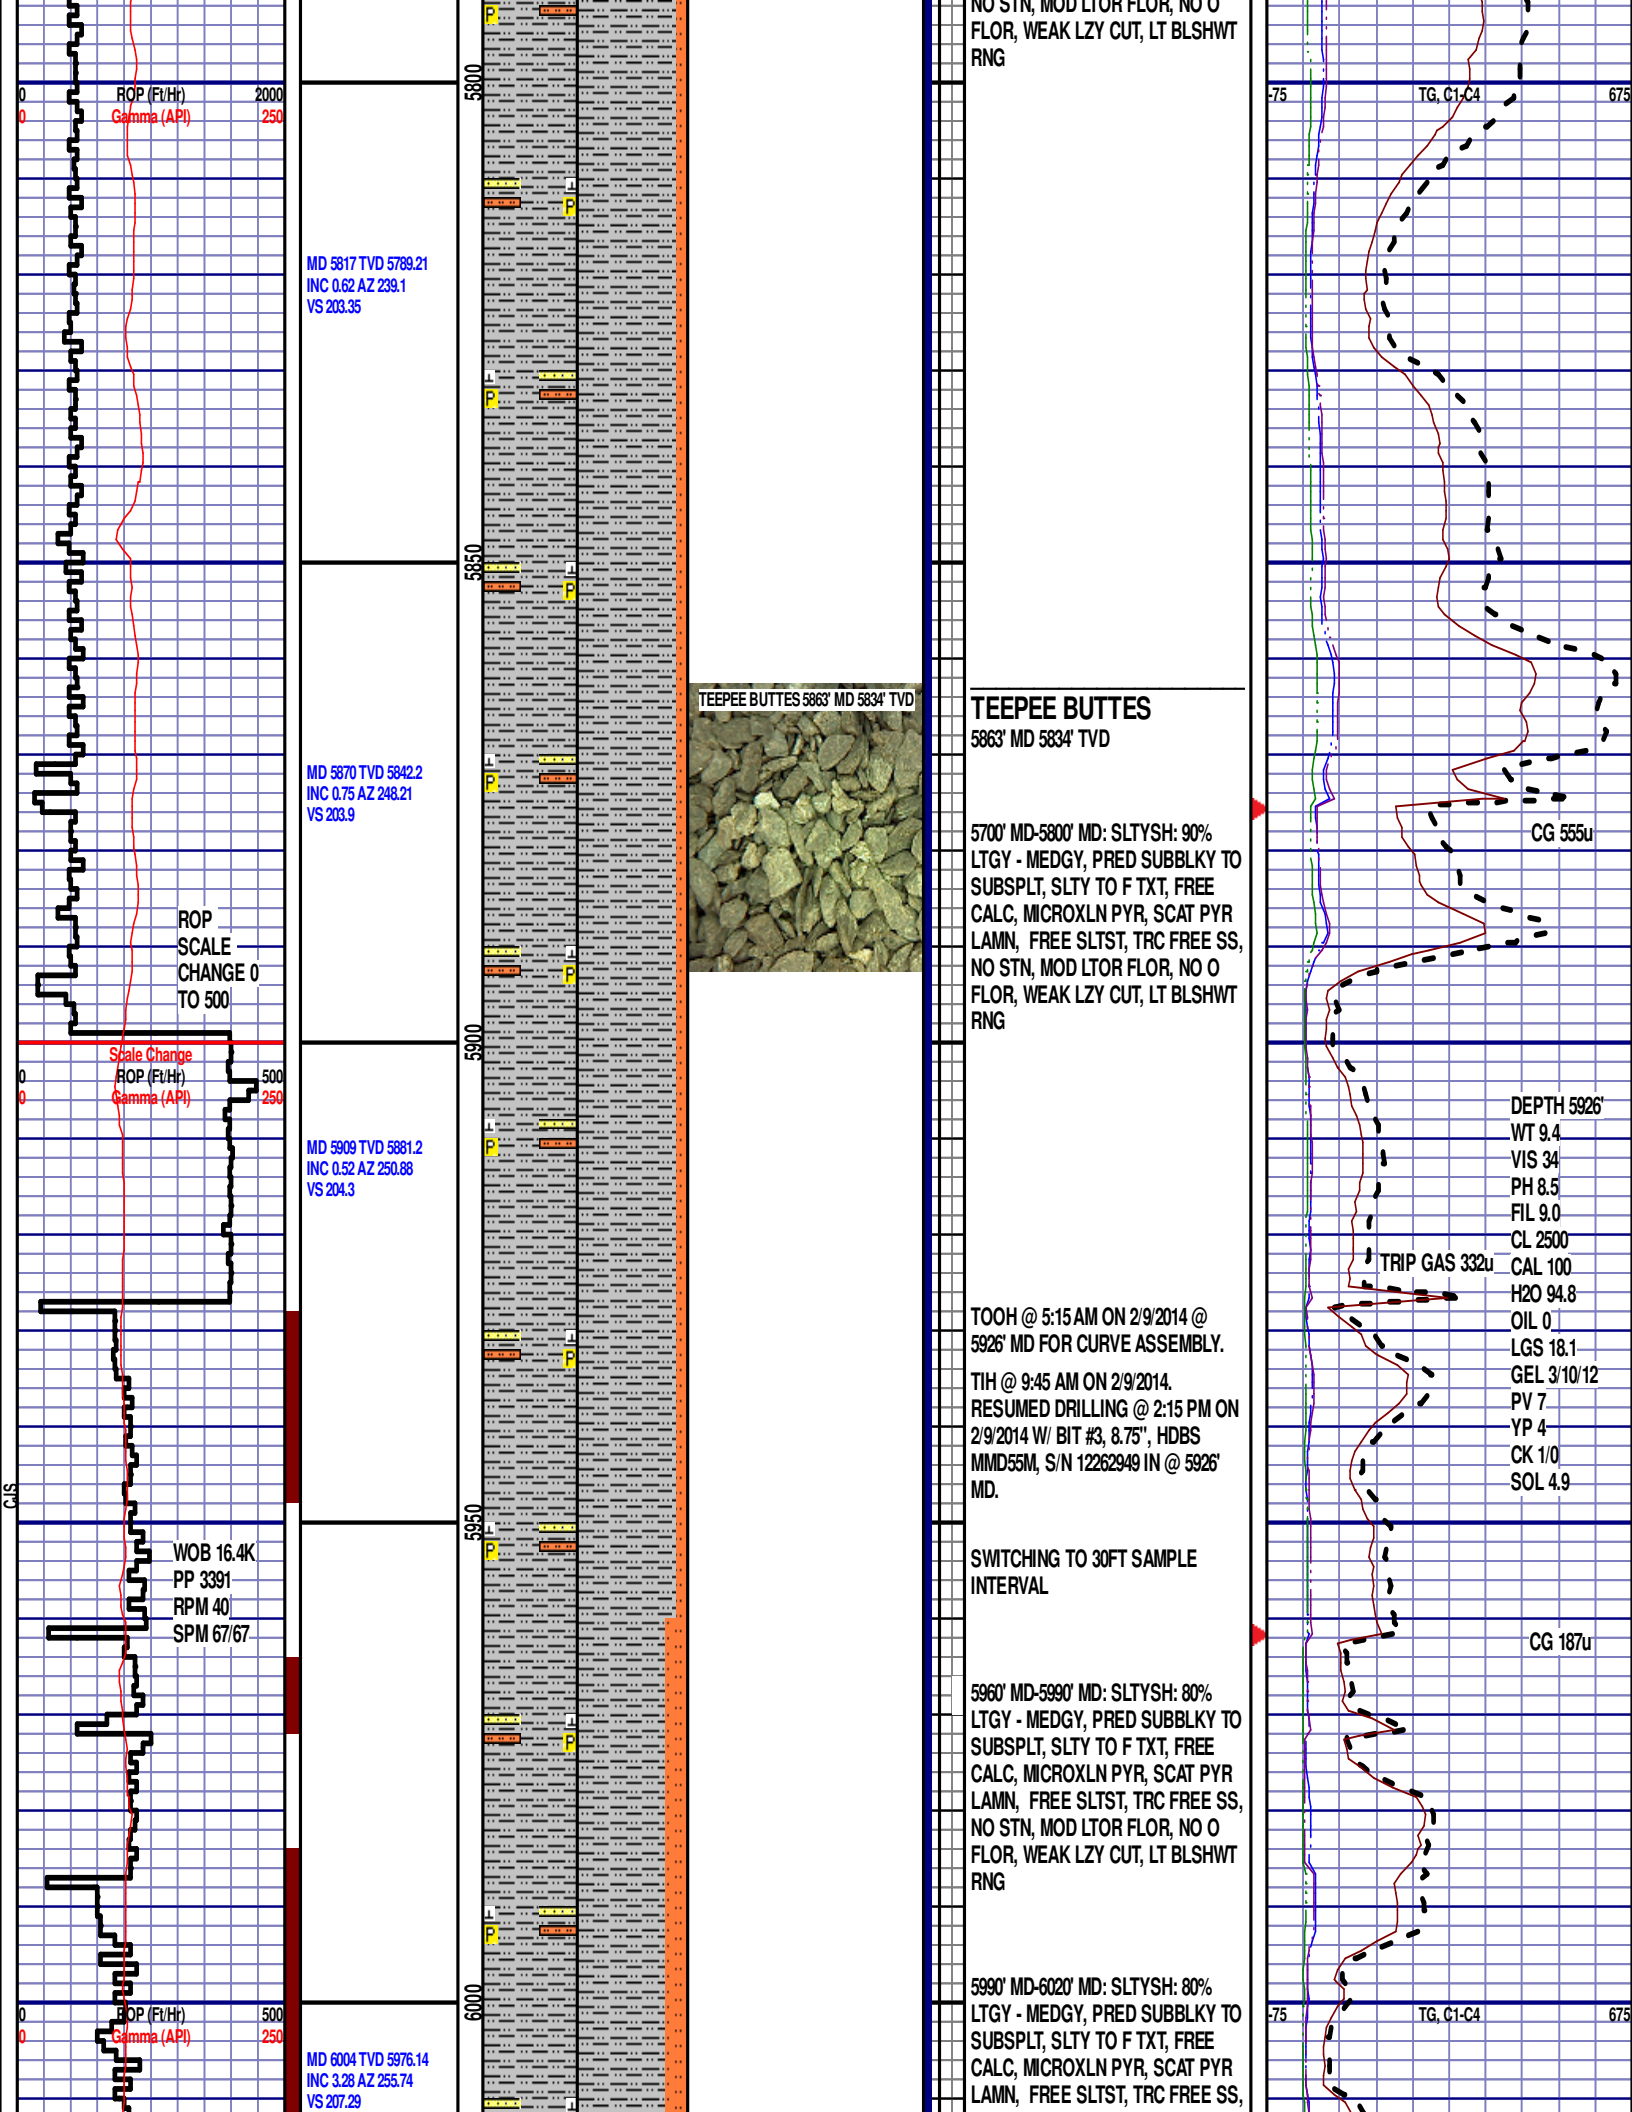 NO STN, MOD LTOR FLOR, NO O
FLOR, WEAK LZY CUT, LT BLSHWT
RNG
0 ROP (Ft/Hr) 2000
0 Gamma (API) 250
5800
-75 TG, C1-C4 675
MD 5817 TVD 5789.21
INC 0.62 AZ 239.1
VS 203.35
5850
TEEPEE BUTTES 5863' MD 5834' TVD
TEEPEE BUTTES
5863' MD 5834' TVD
MD 5870 TVD 5842.2
INC 0.75 AZ 248.21
VS 203.9
5700' MD-5800' MD: SLTYSH: 90%
LTGY - MEDGY, PRED SUBBLKY TO
SUBSPLT, SLTY TO F TXT, FREE
CALC, MICROXLN PYR, SCAT PYR
LAMN, FREE SLTST, TRC FREE SS,
NO STN, MOD LTOR FLOR, NO O
FLOR, WEAK LZY CUT, LT BLSHWT
RNG
CG 555u
ROP
SCALE
CHANGE 0
TO 500
5900
Scale Change
0 ROP (Ft/Hr) 500
0 Gamma (API) 250
MD 5909 TVD 5881.2
INC 0.52 AZ 250.88
VS 204.3
DEPTH 5926'
WT 9.4
VIS 34
PH 8.5
FIL 9.0
CL 2500
CAL 100
H2O 94.8
OIL 0
LGS 18.1
GEL 3/10/12
PV 7
YP 4
CK 1/0
SOL 4.9
TRIP GAS 332u
TOOH @ 5:15 AM ON 2/9/2014 @
5926' MD FOR CURVE ASSEMBLY.
TIH @ 9:45 AM ON 2/9/2014.
RESUMED DRILLING @ 2:15 PM ON
2/9/2014 W/ BIT #3, 8.75", HDBS
MMD55M, S/N 12262949 IN @ 5926'
MD.
CJS
5950
WOB 16.4K
PP 3391
RPM 40
SPM 67/67
SWITCHING TO 30FT SAMPLE
INTERVAL
CG 187u
5960' MD-5990' MD: SLTYSH: 80%
LTGY - MEDGY, PRED SUBBLKY TO
SUBSPLT, SLTY TO F TXT, FREE
CALC, MICROXLN PYR, SCAT PYR
LAMN, FREE SLTST, TRC FREE SS,
NO STN, MOD LTOR FLOR, NO O
FLOR, WEAK LZY CUT, LT BLSHWT
RNG
6000
0 ROP (Ft/Hr) 500
0 Gamma (API) 250
-75 TG, C1-C4 675
MD 6004 TVD 5976.14
INC 3.28 AZ 255.74
VS 207.29
5990' MD-6020' MD: SLTYSH: 80%
LTGY - MEDGY, PRED SUBBLKY TO
SUBSPLT, SLTY TO F TXT, FREE
CALC, MICROXLN PYR, SCAT PYR
LAMN, FREE SLTST, TRC FREE SS,